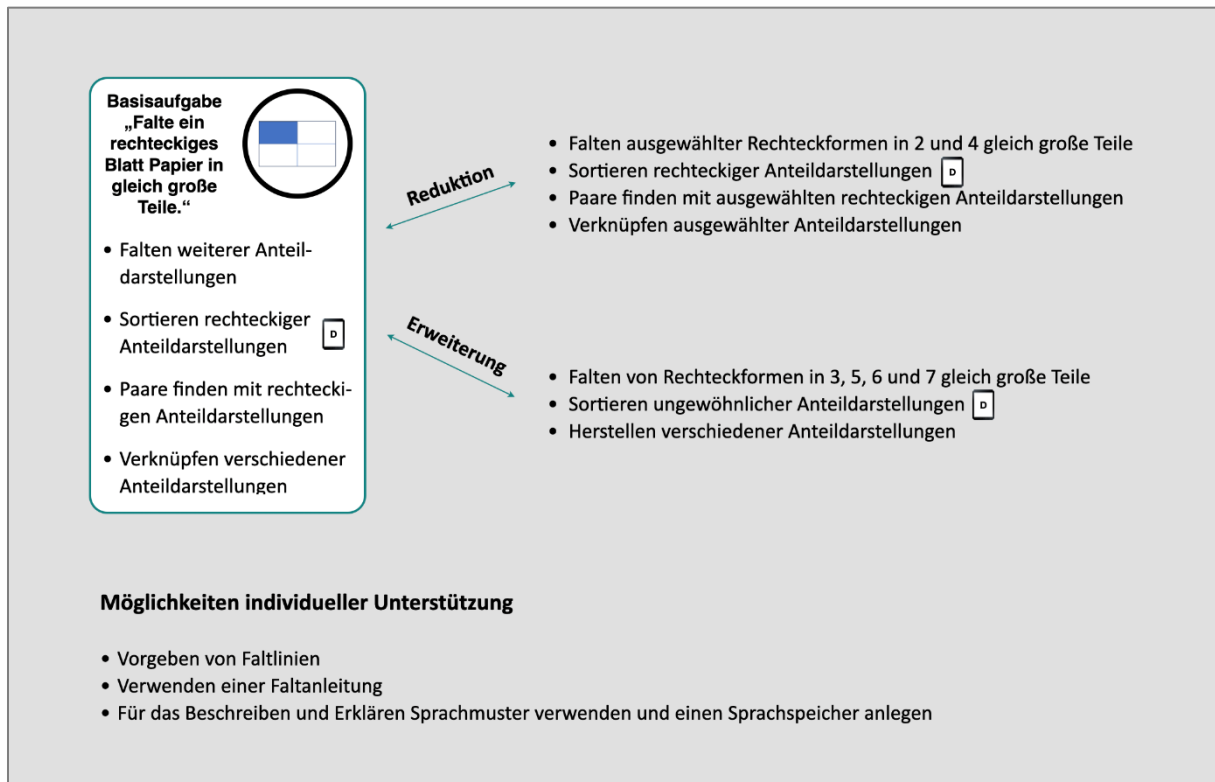 Basisaufgabe
„Falte ein
rechteckiges
Blatt Papier in
gleich große
Teile.“
• Falten weiterer Anteil-
darstellungen
• Sortieren rechteckiger
Anteildarstellungen D
• Paare finden mit rechtecki-
gen Anteildarstellungen
• Verknüpfen verschiedener
Anteildarstellungen
Reduktion
• Falten ausgewählter Rechteckformen in 2 und 4 gleich große Teile
• Sortieren rechteckiger Anteildarstellungen D
• Paare finden mit ausgewählten rechteckigen Anteildarstellungen
• Verknüpfen ausgewählter Anteildarstellungen
Erweiterung
• Falten von Rechteckformen in 3, 5, 6 und 7 gleich große Teile
• Sortieren ungewöhnlicher Anteildarstellungen D
• Herstellen verschiedener Anteildarstellungen
Möglichkeiten individueller Unterstützung
• Vorgeben von Faltlinien
• Verwenden einer Faltanleitung
• Für das Beschreiben und Erklären Sprachmuster verwenden und einen Sprachspeicher anlegen